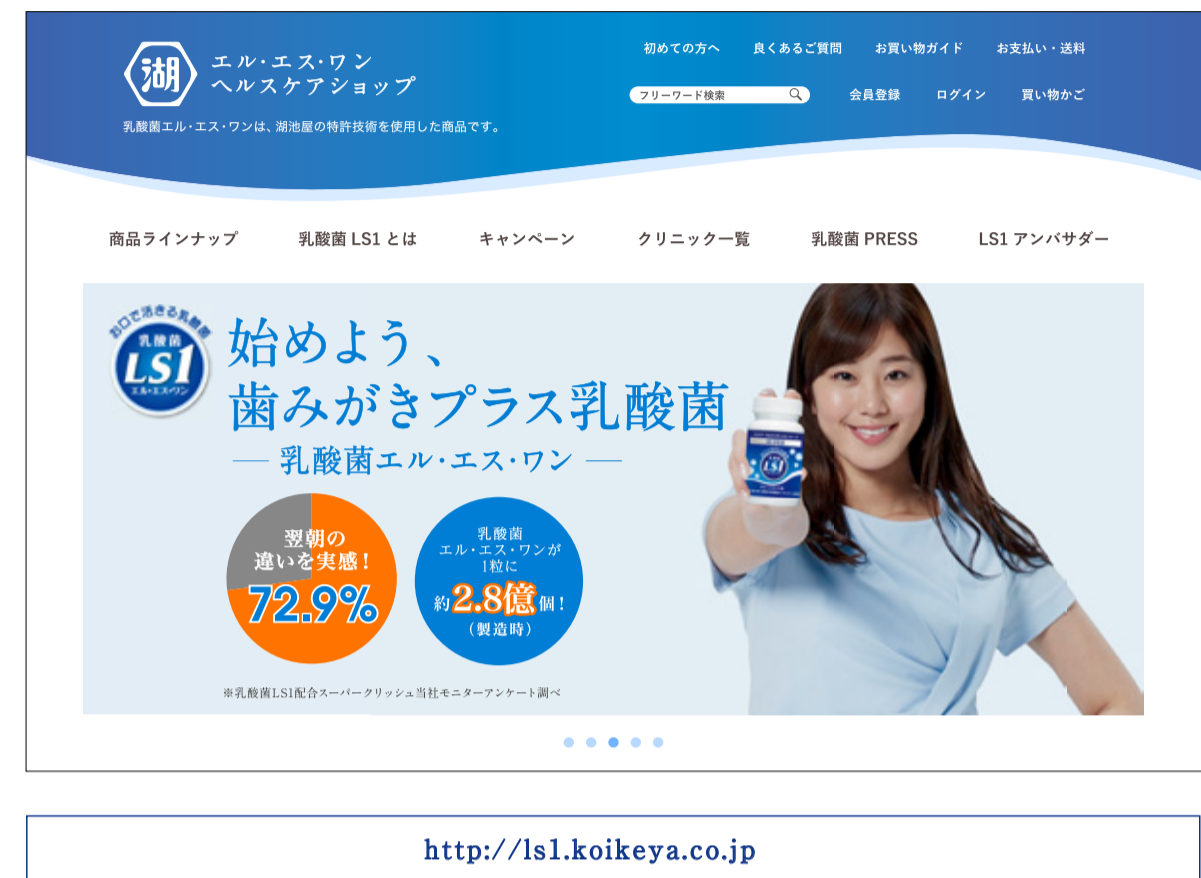 湖
エル・エス・ワン
ヘルスケアショップ
乳酸菌エル・エス・ワンは、湖池屋の特許技術を使用した商品です。
初めての方へ 良くあるご質問 お買い物ガイド お支払い・送料
フリーワード検索 会員登録 ログイン 買い物かご
商品ラインナップ 乳酸菌 LS1 とは キャンペーン クリニック一覧 乳酸菌 PRESS LS1 アンバサダー
お口で活きる乳酸菌
乳酸菌
LS1
エル・エス・ワン
始めよう、
歯みがきプラス乳酸菌
― 乳酸菌エル・エス・ワン ―
翌朝の
違いを実感!
72.9%
乳酸菌
エル・エス・ワンが
1粒に
約2.8億個!
(製造時)
LS1
※乳酸菌LS1配合スーパークリッシュ当社モニターアンケート調べ
http://ls1.koikeya.co.jp